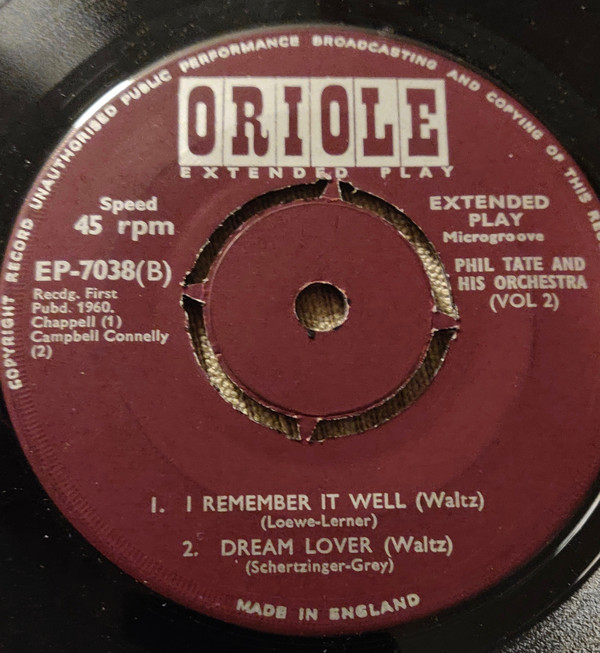 COPYRIGHT RECORD UNAUTHORISED PUBLIC PERFORMANCE BROADCASTING AND COPYING OF THIS
ORIOLE
EXTENDED PLAY
Speed
45 rpm
EP-7038(B)
Recdg. First
Pubd. 1960.
Chappell (1)
Campbell Connelly
(2)
EXTENDED
PLAY
Microgroove
PHIL TATE AND
HIS ORCHESTRA
(VOL 2)
1. I REMEMBER IT WELL (Waltz)
(Loewe-Lerner)
2. DREAM LOVER (Waltz)
(Schertzinger-Grey)
MADE IN ENGLAND